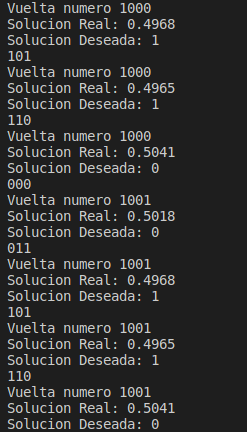 Vuelta numero 1000
Solucion Real: 0.4968
Solucion Deseada: 1
101
Vuelta numero 1000
Solucion Real: 0.4965
Solucion Deseada: 1
110
Vuelta numero 1000
Solucion Real: 0.5041
Solucion Deseada: 0
000
Vuelta numero 1001
Solucion Real: 0.5018
Solucion Deseada: 0
011
Vuelta numero 1001
Solucion Real: 0.4968
Solucion Deseada: 1
101
Vuelta numero 1001
Solucion Real: 0.4965
Solucion Deseada: 1
110
Vuelta numero 1001
Solucion Real: 0.5041
Solucion Deseada: 0